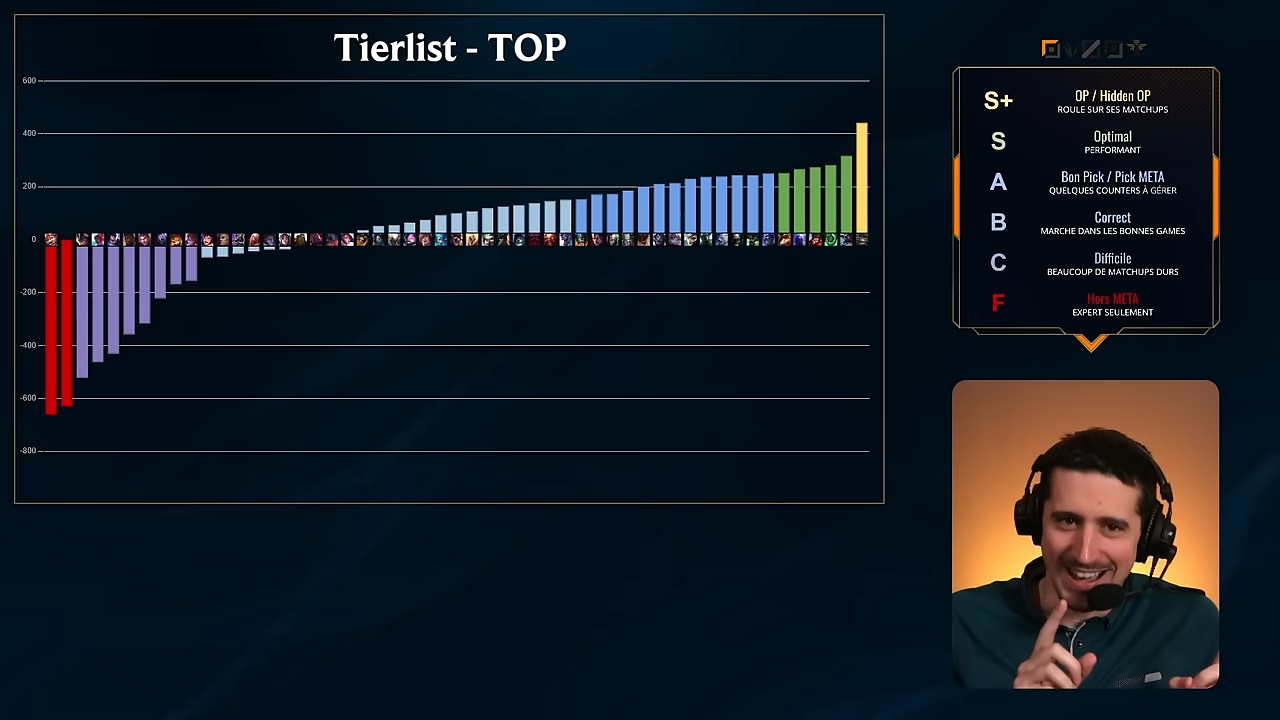 Tierlist - TOP
600
400
200
0
-200
-400
-600
-800
S+
OP / Hidden OP
ROULE SUR SES MATCHUPS
S
Optimal
PERFORMANT
A
Bon Pick / Pick META
QUELQUES COUNTERS À GÉRER
B
Correct
MARCHE DANS LES BONNES GAMES
C
Difficile
BEAUCOUP DE MATCHUPS DURS
F
Hors META
EXPERT SEULEMENT